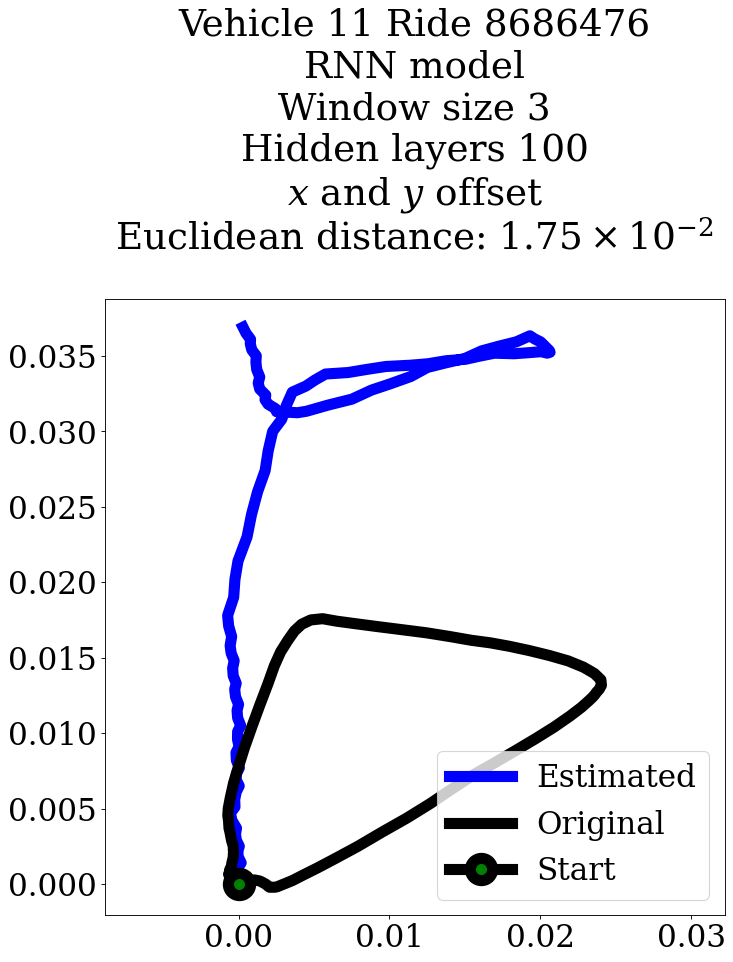 Vehicle 11 Ride 8686476
RNN model
Window size 3
Hidden layers 100
x and y offset
Euclidean distance: 1.75 × 10⁻²
0.035
0.030
0.025
0.020
0.015
0.010
0.005
0.000
Estimated
Original
Start
0.00 0.01 0.02 0.03